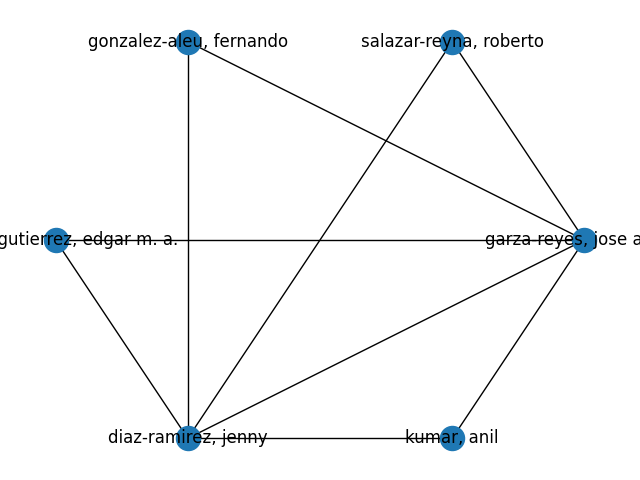 gonzalez-aleu, fernando
salazar-reyna, roberto
gutierrez, edgar m. a.
garza-reyes, jose a
diaz-ramirez, jenny
kumar, anil